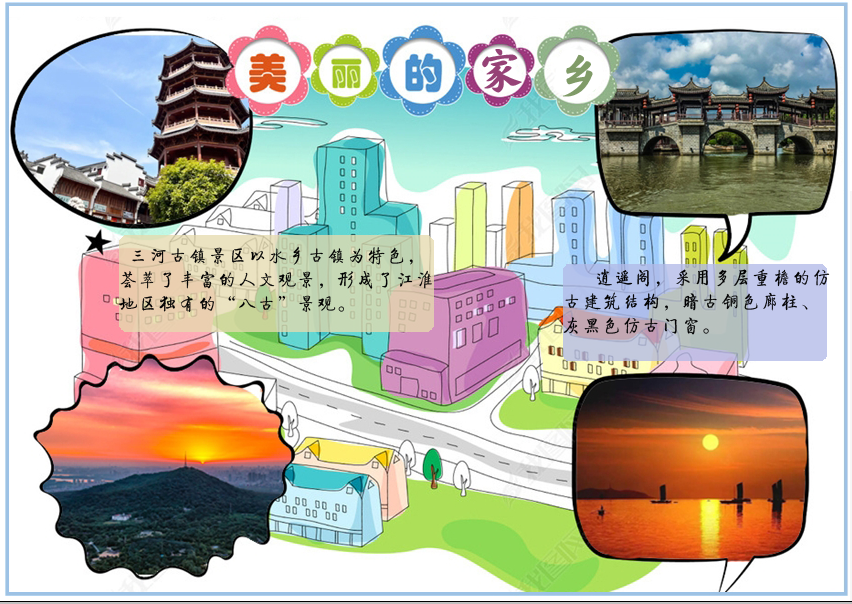 美丽的家乡
三河古镇景区以水乡古镇为特色，
荟萃了丰富的人文观景，形成了江淮
地区独有的“八古”景观。
逍遥阁，采用多层重檐的仿
古建筑结构，暗古铜色廊柱、
灰黑色仿古门窗。